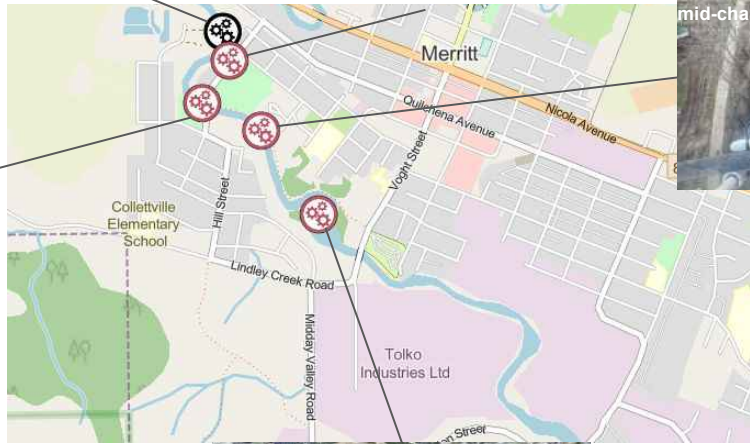 mid-cha
Merritt
Quilchena Avenue
Nicola Avenue
Voght Street
8
Hill Street
Collettville
Elementary
School
Lindley Creek Road
Midday Valley Road
Tolko
Industries Ltd
Street